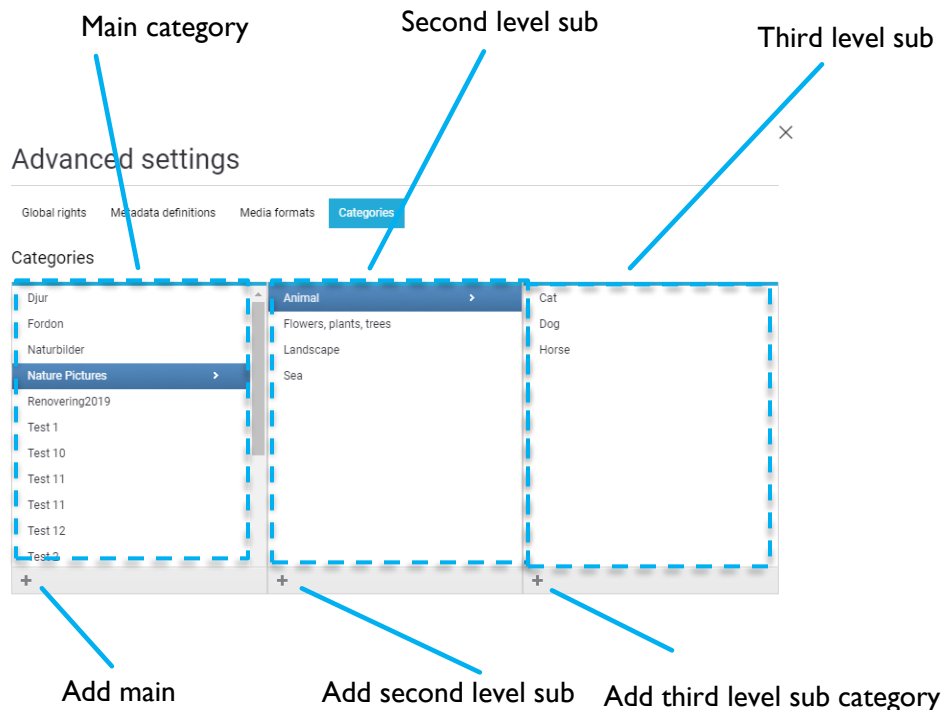 Main category
Second level sub
Third level sub
Advanced settings
Global rights
Metadata definitions
Media formats
Categories
Categories
Djur
Fordon
Naturbilder
Nature Pictures
Renovering2019
Test 1
Test 10
Test 11
Test 11
Test 12
Test 2
Animal
Flowers, plants, trees
Landscape
Sea
Cat
Dog
Horse
+
+
+
Add main
Add second level sub
Add third level sub category